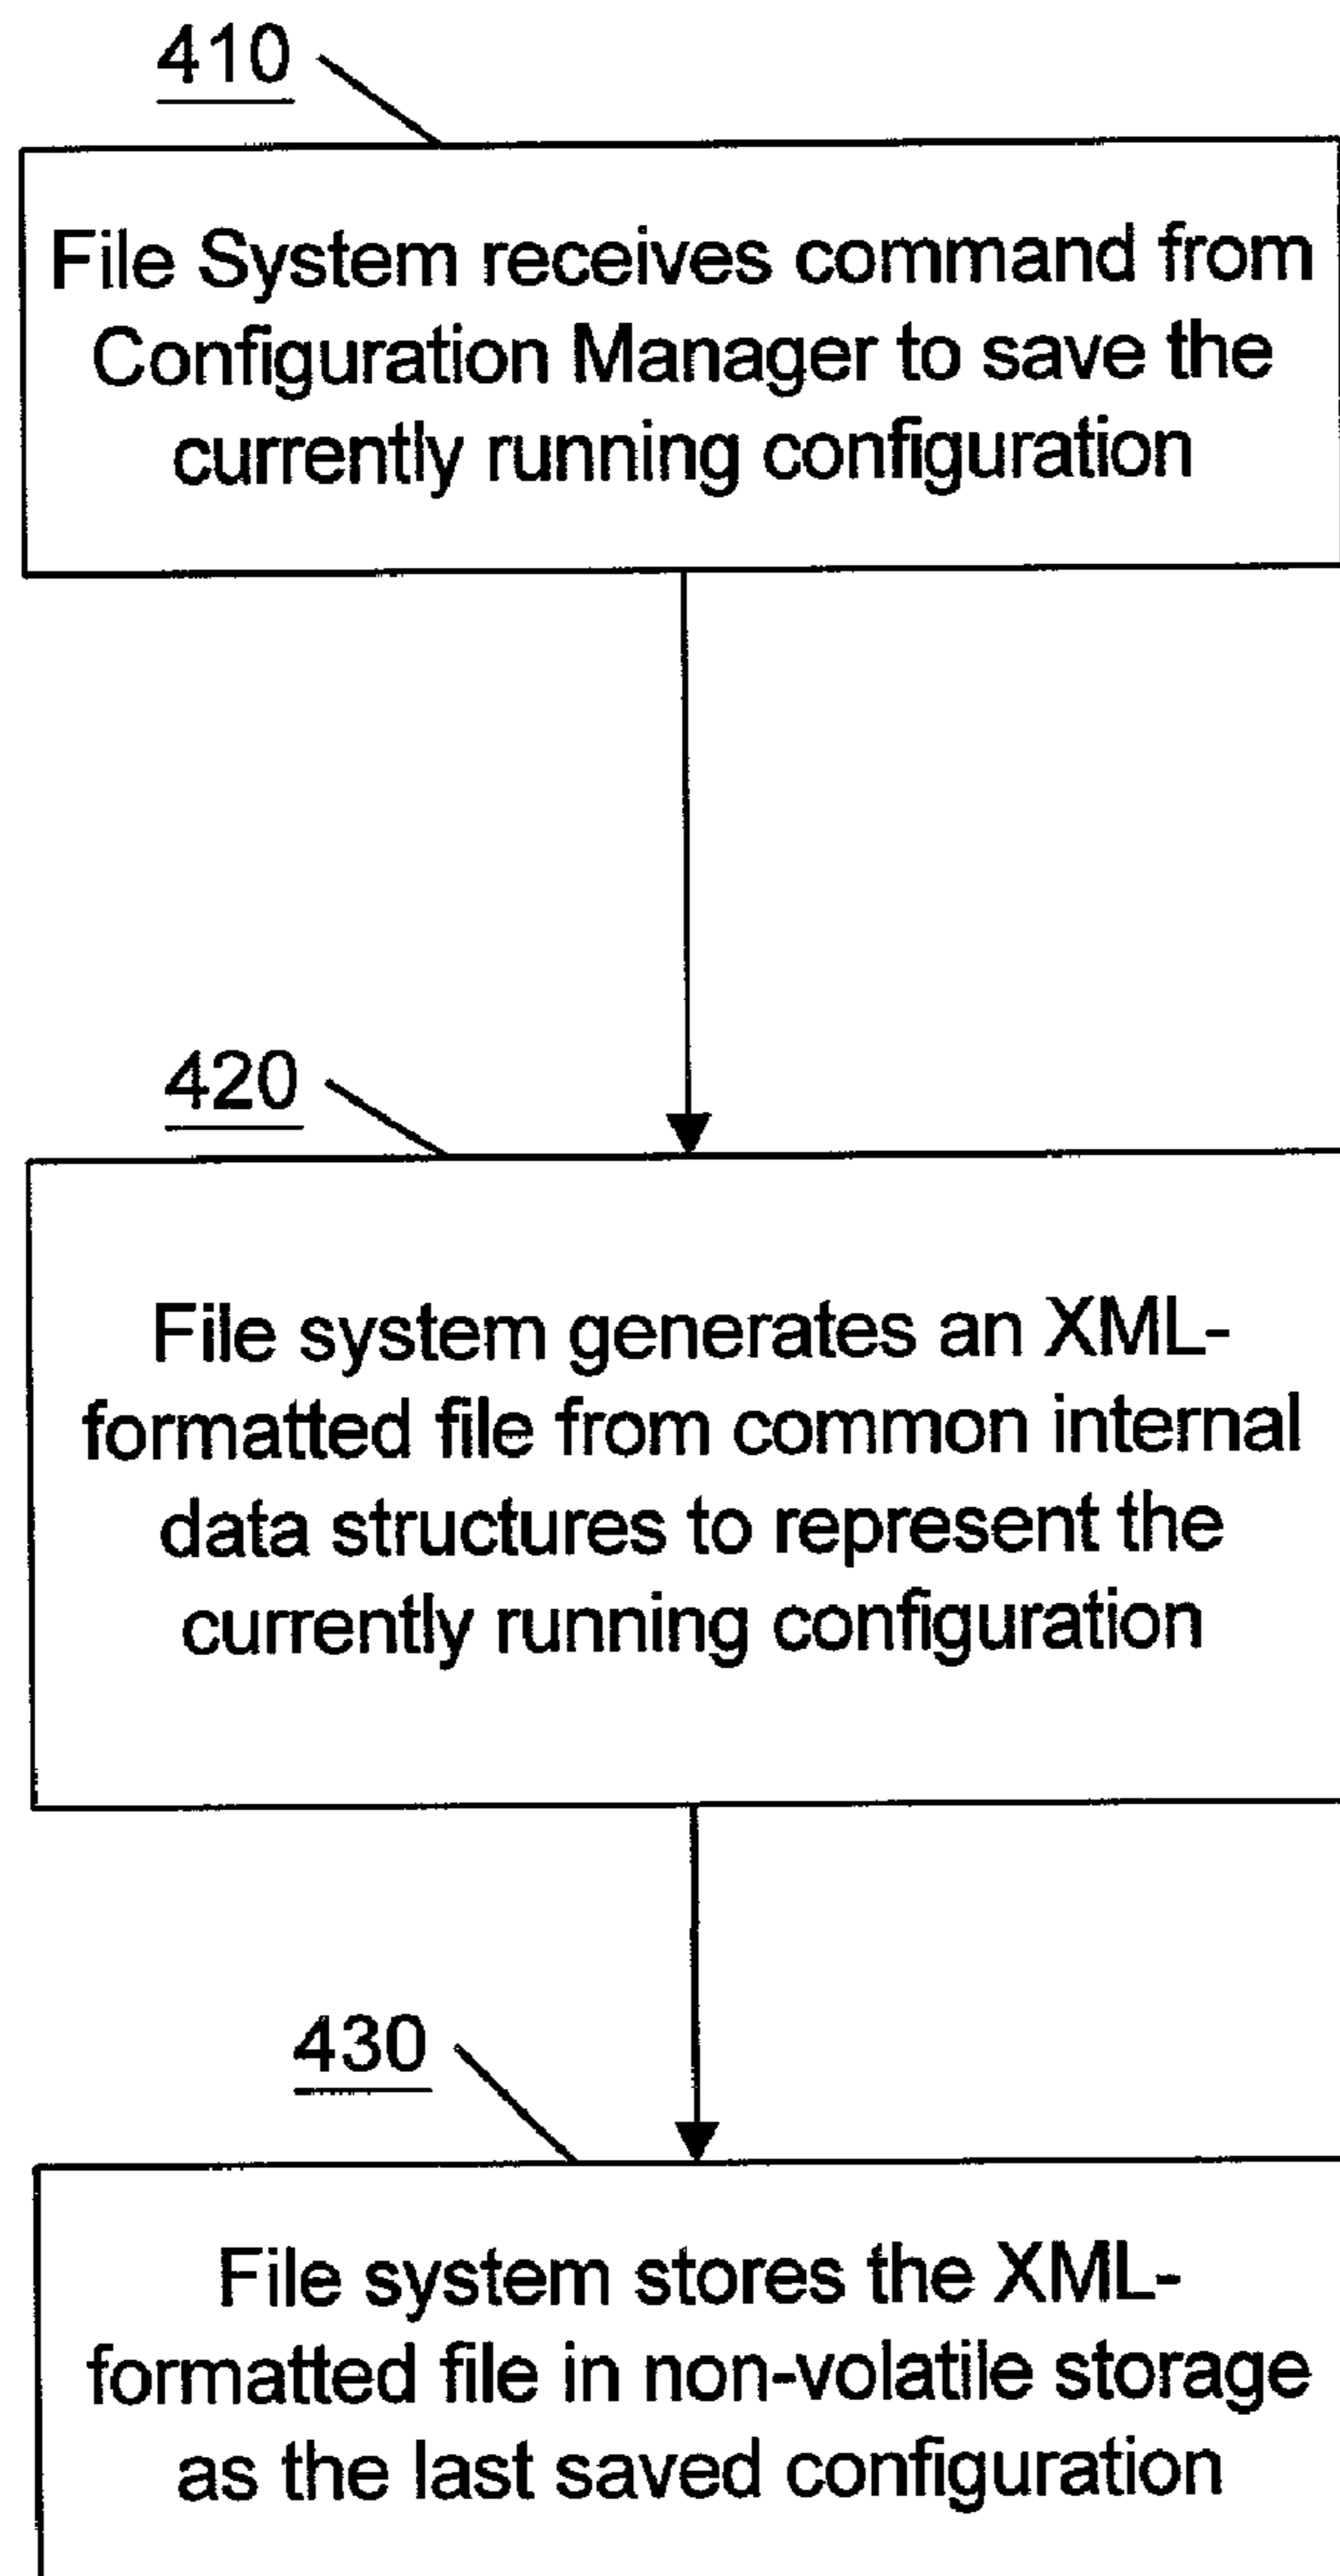 410
File System receives command from
Configuration Manager to save the
currently running configuration
420
File system generates an XML-
formatted file from common internal
data structures to represent the
currently running configuration
430
File system stores the XML-
formatted file in non-volatile storage
as the last saved configuration